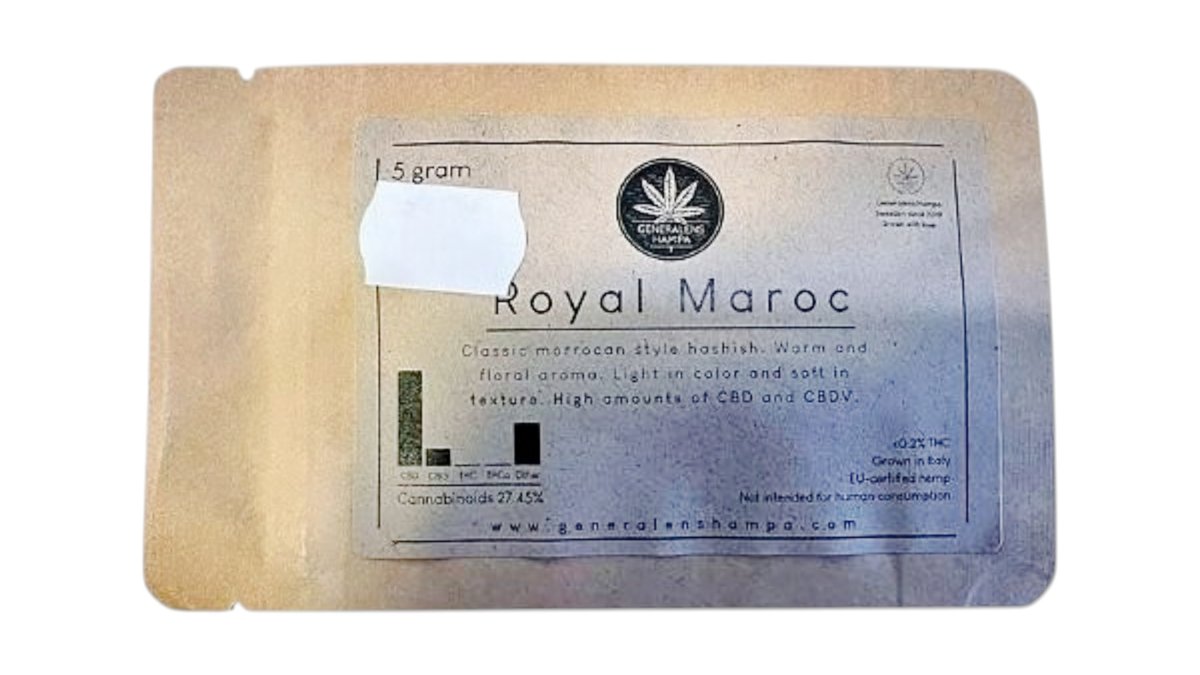 5 gram
GENERALENS
HAMPA
Royal Maroc
Classic morrocan style hashish. Warm and
floral aroma. Light in color and soft in
texture. High amounts of CBD and CBDV.
CBD THC THCa Other
Cannabinoids 27.45%
<0.2% THC
Grown in Italy
EU-certified hemp
Not intended for human consumption
www.generalenshampa.com